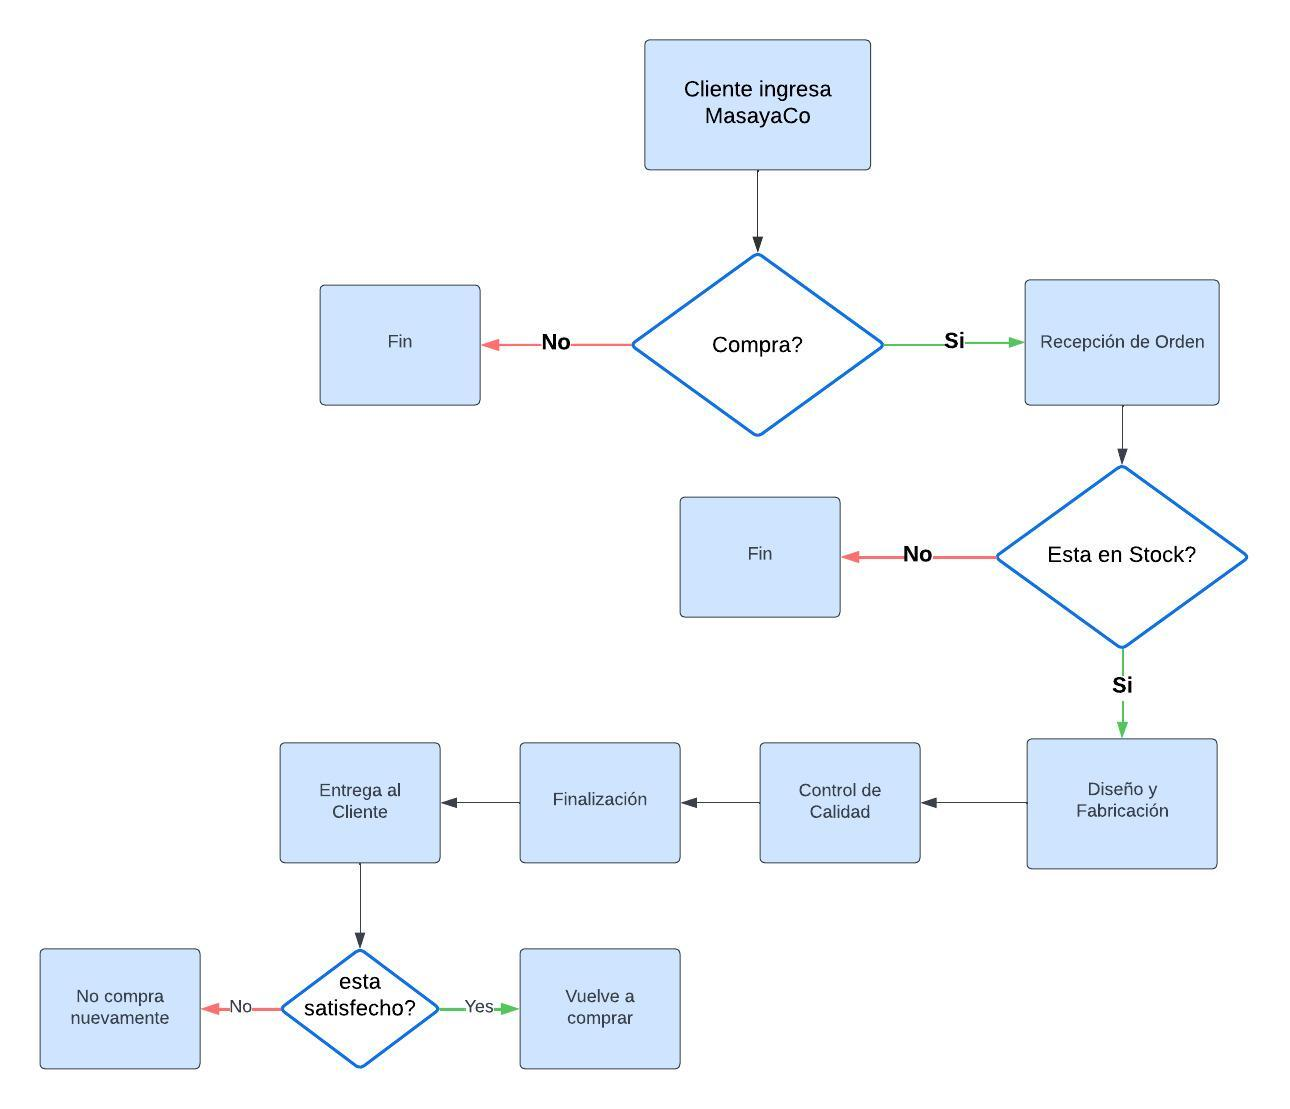 Cliente ingresa
MasayaCo
Fin
No
Compra?
Si
Recepción de Orden
Fin
No
Esta en Stock?
Si
Entrega al
Cliente
Finalización
Control de
Calidad
Diseño y
Fabricación
No compra
nuevamente
No
esta
satisfecho?
Yes
Vuelve a
comprar